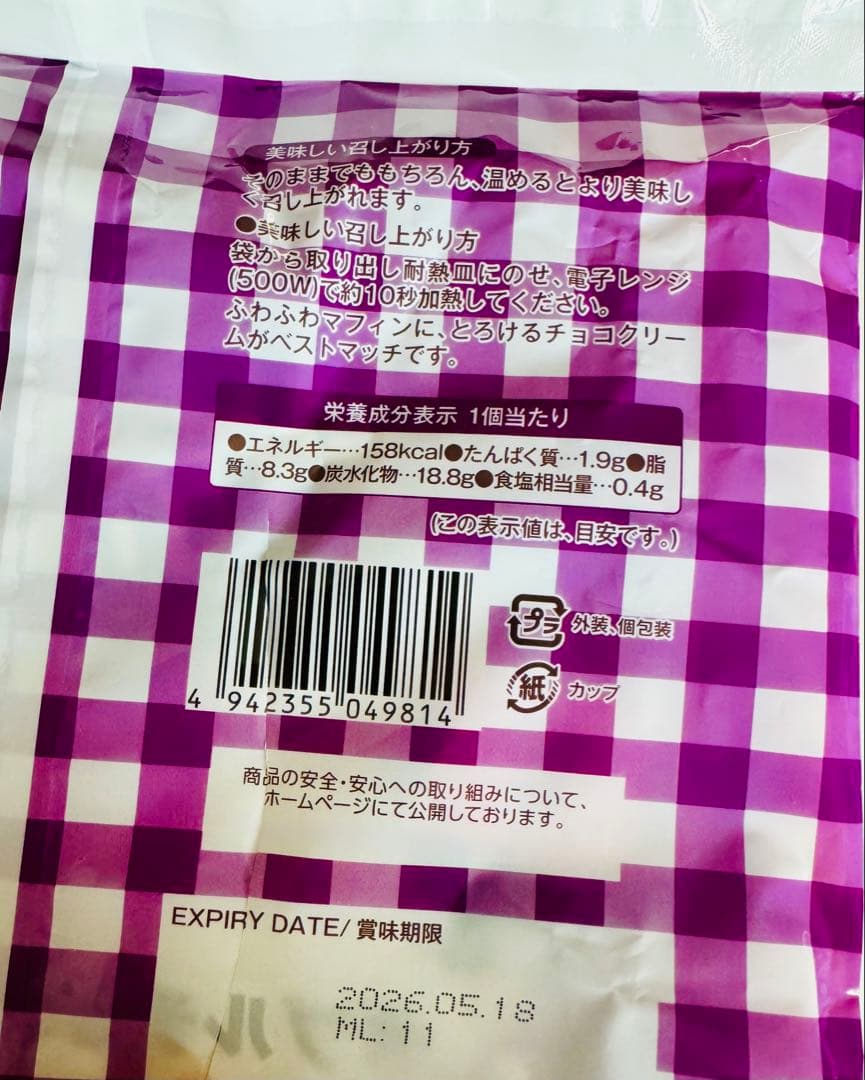 美味しい召し上がり方
そのままでももちろん、温めるとより美味し
く召し上がれます。
●美味しい召し上がり方
袋から取り出し耐熱皿にのせ、電子レンジ
(500W)で約10秒加熱してください。
ふわふわマフィンに、とろけるチョコクリー
ムがベストマッチです。
栄養成分表示 1個当たり
●エネルギー…158kcal●たんぱく質…1.9g●脂
質…8.3g●炭水化物…18.8g●食塩相当量…0.4g
(この表示値は、目安です。)
プラ 外装、個包装
紙 カップ
4 942355 049814
商品の安全・安心への取り組みについて、
ホームページにて公開しております。
EXPIRY DATE/ 賞味期限
2026.05.18
ML: 11